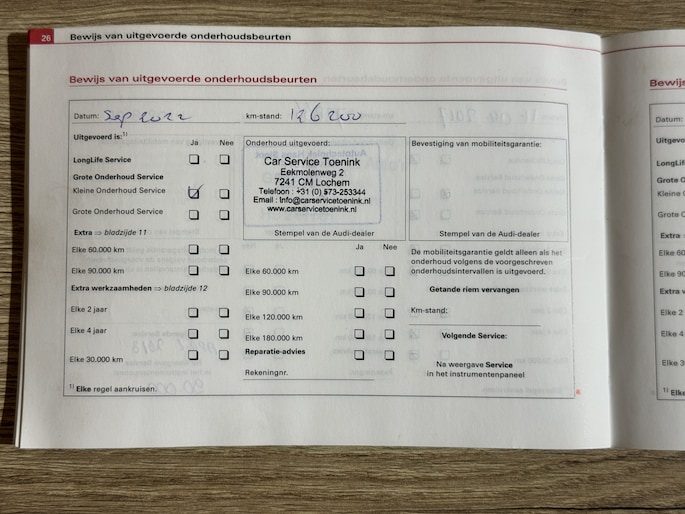 26 Bewijs van uitgevoerde onderhoudsbeurten
Bewijs van uitgevoerde onderhoudsbeurten
Datum: Sep 2022 km-stand: 126200
Uitgevoerd is:¹⁾ Ja Nee
LongLife Service
Grote Onderhoud Service
Kleine Onderhoud Service
Grote Onderhoud Service
Extra ⇒ bladzijde 11
Elke 60.000 km
Elke 90.000 km
Extra werkzaamheden ⇒ bladzijde 12
Elke 2 jaar
Elke 4 jaar
Elke 30.000 km
¹⁾ Elke regel aankruisen.
Onderhoud uitgevoerd:
Car Service Toenink
Eekmolenweg 2
7241 CM Lochem
Telefoon : +31 (0) 573-253344
Email : Info@carservicetoenink.nl
www.carservicetoenink.nl
Stempel van de Audi-dealer
Ja Nee
Elke 60.000 km
Elke 90.000 km
Elke 120.000 km
Elke 180.000 km
Reparatie-advies
Rekeningnr.
Bevestiging van mobiliteitsgarantie:
Stempel van de Audi-dealer
De mobiliteitsgarantie geldt alleen als het
onderhoud volgens de voorgeschreven
onderhoudsintervallen is uitgevoerd.
Getande riem vervangen
Km-stand:
Volgende Service:
Na weergave Service
in het instrumentenpaneel
Bewijs
Datum:
Uitgevoe
LongLif
Grote O
Kleine O
Grote O
Extra
Elke 60
Elke 90
Extra w
Elke 2
Elke 4
Elke 3
¹⁾ Elke